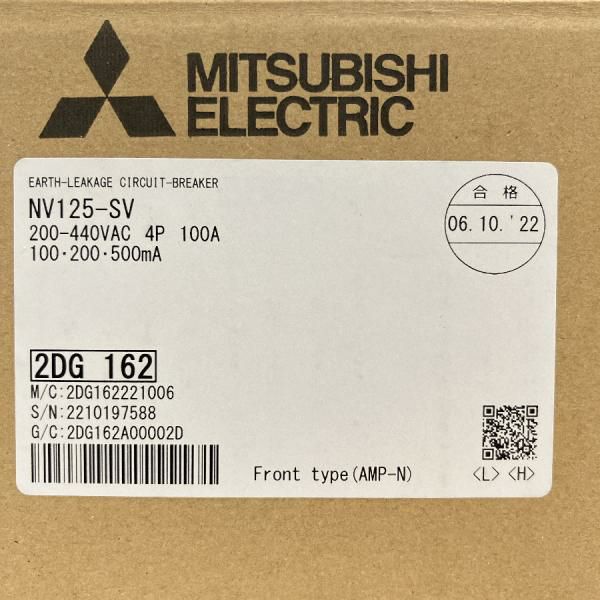 MITSUBISHI
ELECTRIC
EARTH-LEAKAGE CIRCUIT-BREAKER
NV125-SV
200-440VAC 4P 100A
100・200・500mA
合格
06.10.'22
2DG 162
M/C:2DG162221006
S/N:2210197588
G/C:2DG162A00002D
Front type(AMP-N)
<L> <H>